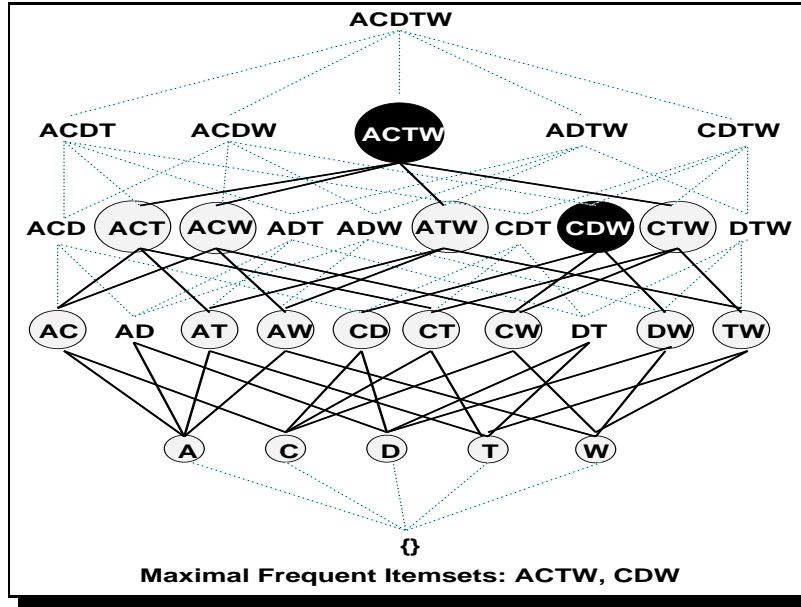 ACDTW
ACDT ACDW ACTW ADTW CDTW
ACD ACT ACW ADT ADW ATW CDT CDW CTW DTW
AC AD AT AW CD CT CW DT DW TW
A C D T W
{}
Maximal Frequent Itemsets: ACTW, CDW